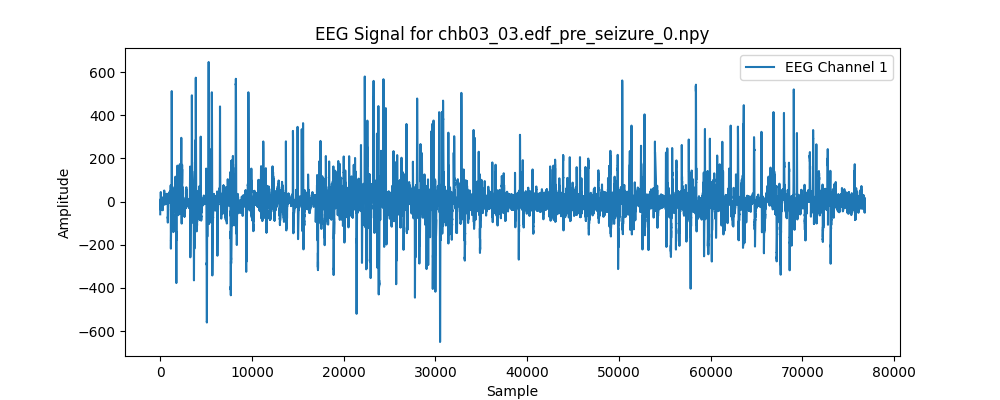 EEG Signal for chb03_03.edf_pre_seizure_0.npy
EEG Channel 1
600
400
200
0
−200
−400
−600
Amplitude
0 10000 20000 30000 40000 50000 60000 70000 80000
Sample